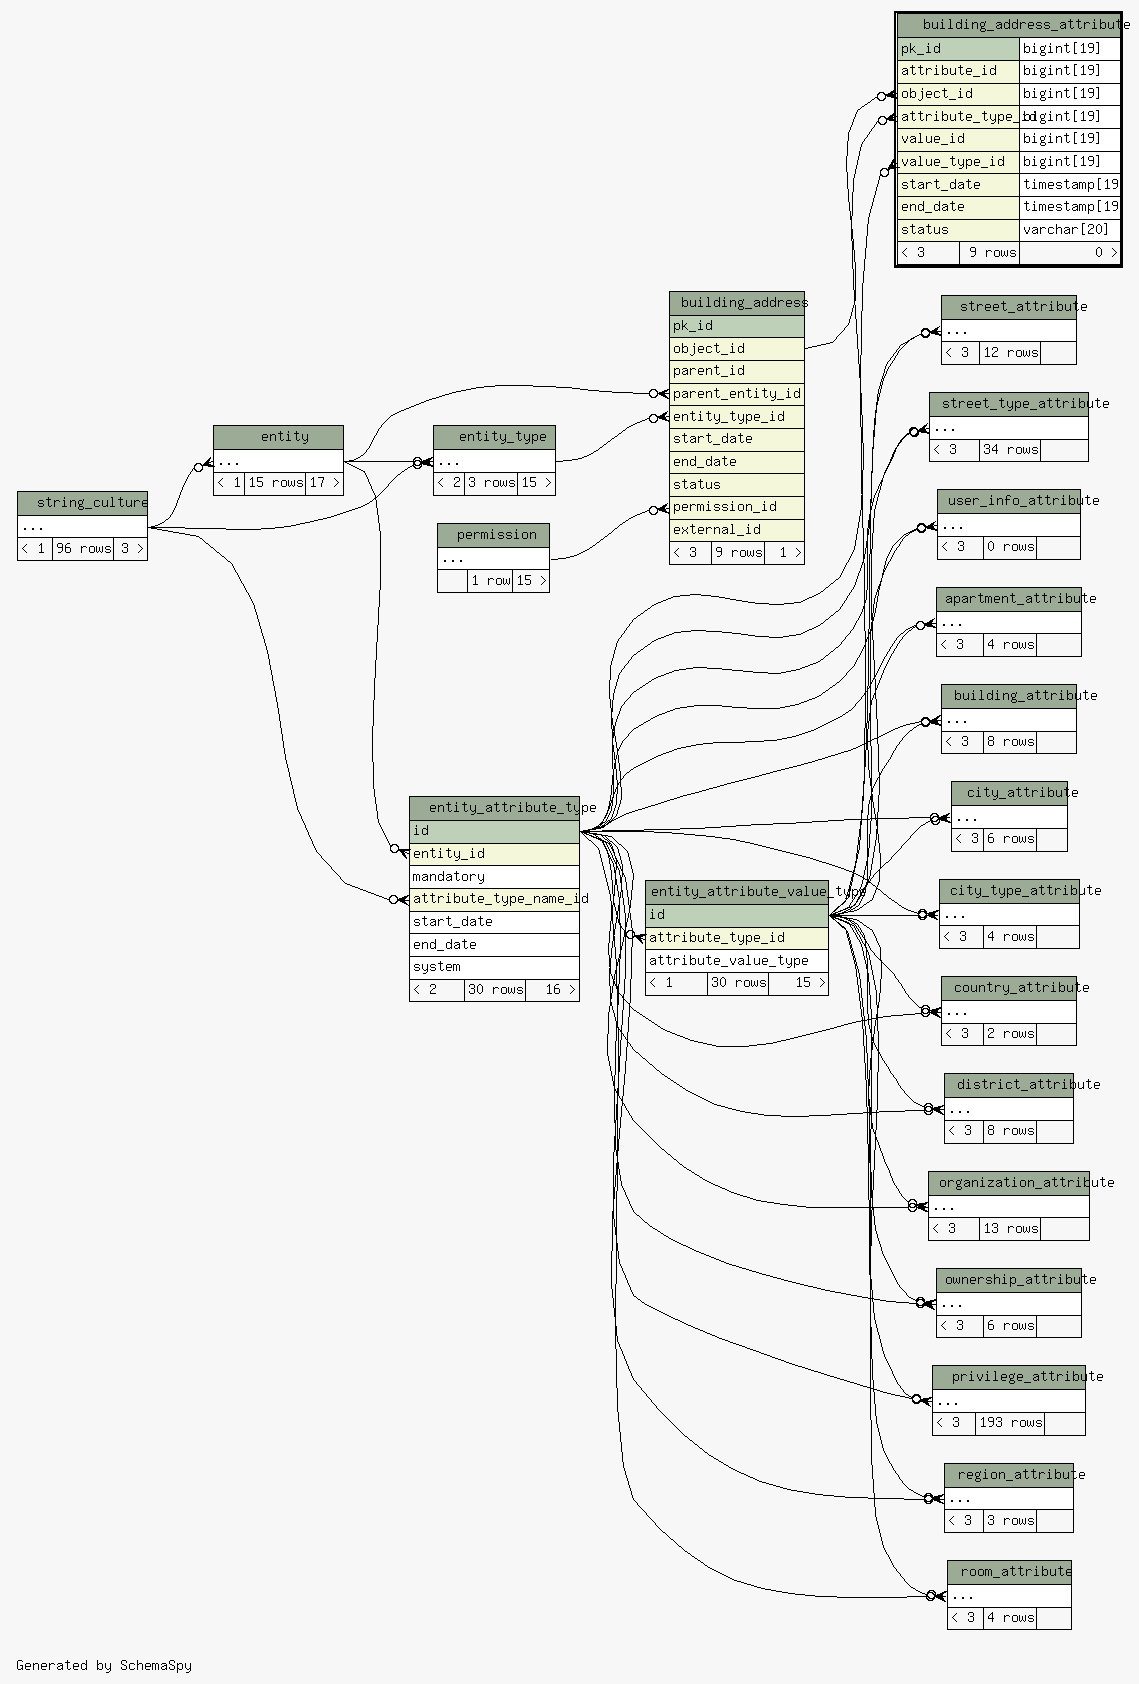 building_address_attribute
pk_id bigint[19]
attribute_id bigint[19]
object_id bigint[19]
attribute_type_id bigint[19]
value_id bigint[19]
value_type_id bigint[19]
start_date timestamp[19
end_date timestamp[19
status varchar[20]
< 3 9 rows 0 >
building_address
pk_id
object_id
parent_id
parent_entity_id
entity_type_id
start_date
end_date
status
permission_id
external_id
< 3 9 rows 1 >
street_attribute
...
< 3 12 rows
street_type_attribute
...
< 3 34 rows
entity
...
< 1 15 rows 17 >
entity_type
...
< 2 3 rows 15 >
string_culture
...
< 1 96 rows 3 >
permission
...
1 row 15 >
user_info_attribute
...
< 3 0 rows
apartment_attribute
...
< 3 4 rows
building_attribute
...
< 3 8 rows
city_attribute
...
< 3 6 rows
entity_attribute_type
id
entity_id
mandatory
attribute_type_name_id
start_date
end_date
system
< 2 30 rows 16 >
entity_attribute_value_type
id
attribute_type_id
attribute_value_type
< 1 30 rows 15 >
city_type_attribute
...
< 3 4 rows
country_attribute
...
< 3 2 rows
district_attribute
...
< 3 8 rows
organization_attribute
...
< 3 13 rows
ownership_attribute
...
< 3 6 rows
privilege_attribute
...
< 3 193 rows
region_attribute
...
< 3 3 rows
room_attribute
...
< 3 4 rows
Generated by SchemaSpy